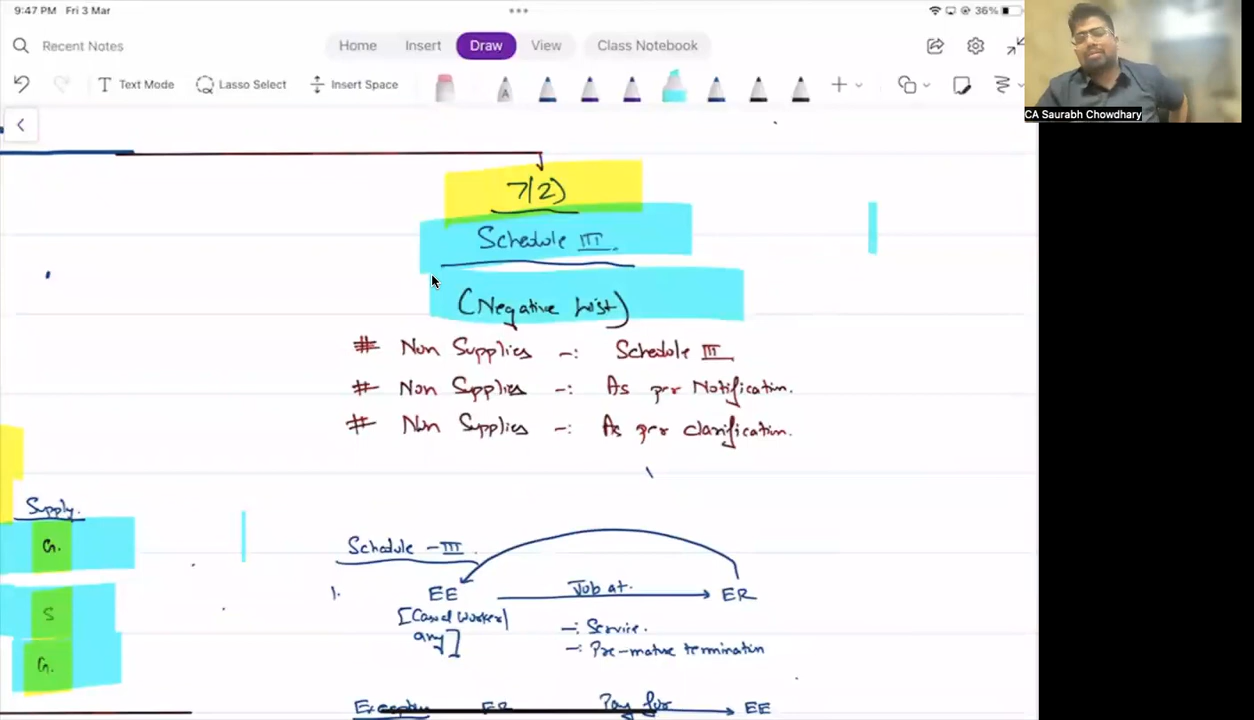 9:47 PM Fri 3 Mar
36%
Recent Notes
Home Insert Draw View Class Notebook
Text Mode Lasso Select Insert Space
CA Saurabh Chowdhary
7(2)
Schedule III.
(Negative List)
# Non Supplies -: Schedule III
# Non Supplies -: As per Notification.
# Non Supplies -: As per clarification.
Supply.
G.
S
G.
Schedule - III
1. EE Job at. ER
[Casual worker/
any]
-: Service.
-: Pre-mature termination
Exception ER Pay for EE